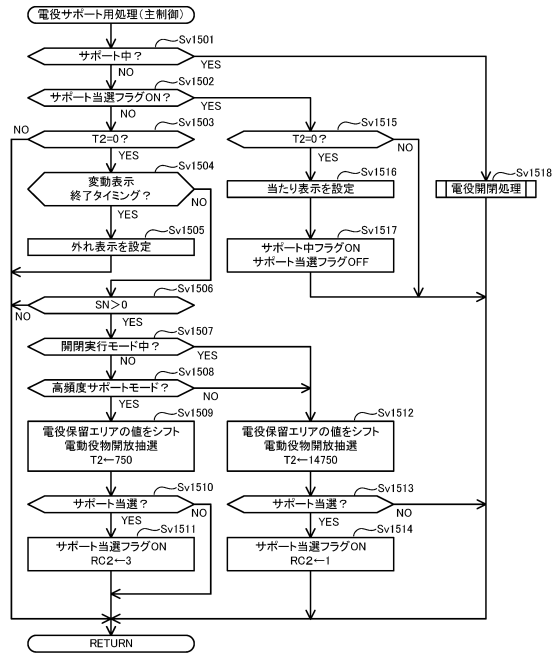 電役サポート用処理(主制御)
Sv1501
サポート中？
YES
NO
Sv1502
サポート当選フラグON？
YES
NO
Sv1503
NO
T2=0？
YES
Sv1515
T2=0？
NO
YES
Sv1504
変動表示
終了タイミング？
NO
YES
Sv1516
当たり表示を設定
Sv1518
電役開閉処理
Sv1505
外れ表示を設定
Sv1517
サポート中フラグON
サポート当選フラグOFF
Sv1506
SN>0
NO
YES
Sv1507
開閉実行モード中？
YES
NO
Sv1508
高頻度サポートモード？
NO
YES
Sv1509
電役保留エリアの値をシフト
電動役物開放抽選
T2←750
Sv1512
電役保留エリアの値をシフト
電動役物開放抽選
T2←14750
Sv1510
サポート当選？
NO
YES
Sv1513
サポート当選？
NO
YES
Sv1511
サポート当選フラグON
RC2←3
Sv1514
サポート当選フラグON
RC2←1
RETURN